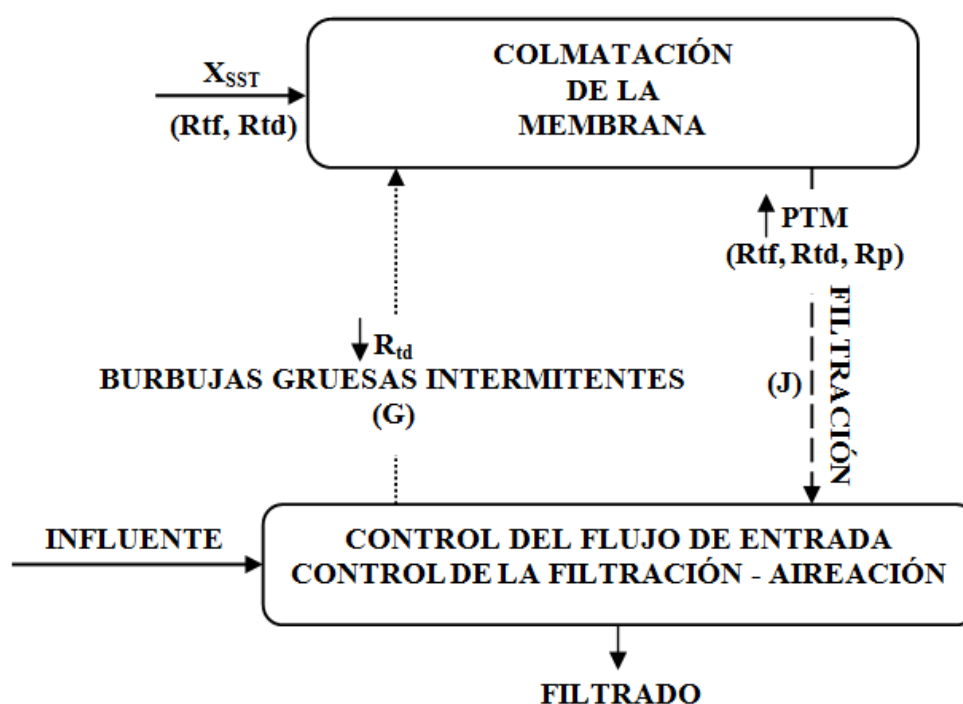 COLMATACIÓN
DE LA
MEMBRANA
X_SST
(Rtf, Rtd)
PTM
(Rtf, Rtd, Rp)
FILTRACIÓN
(J)
R_td
BURBUJAS GRUESAS INTERMITENTES
(G)
INFLUENTE
CONTROL DEL FLUJO DE ENTRADA
CONTROL DE LA FILTRACIÓN - AIREACIÓN
FILTRADO